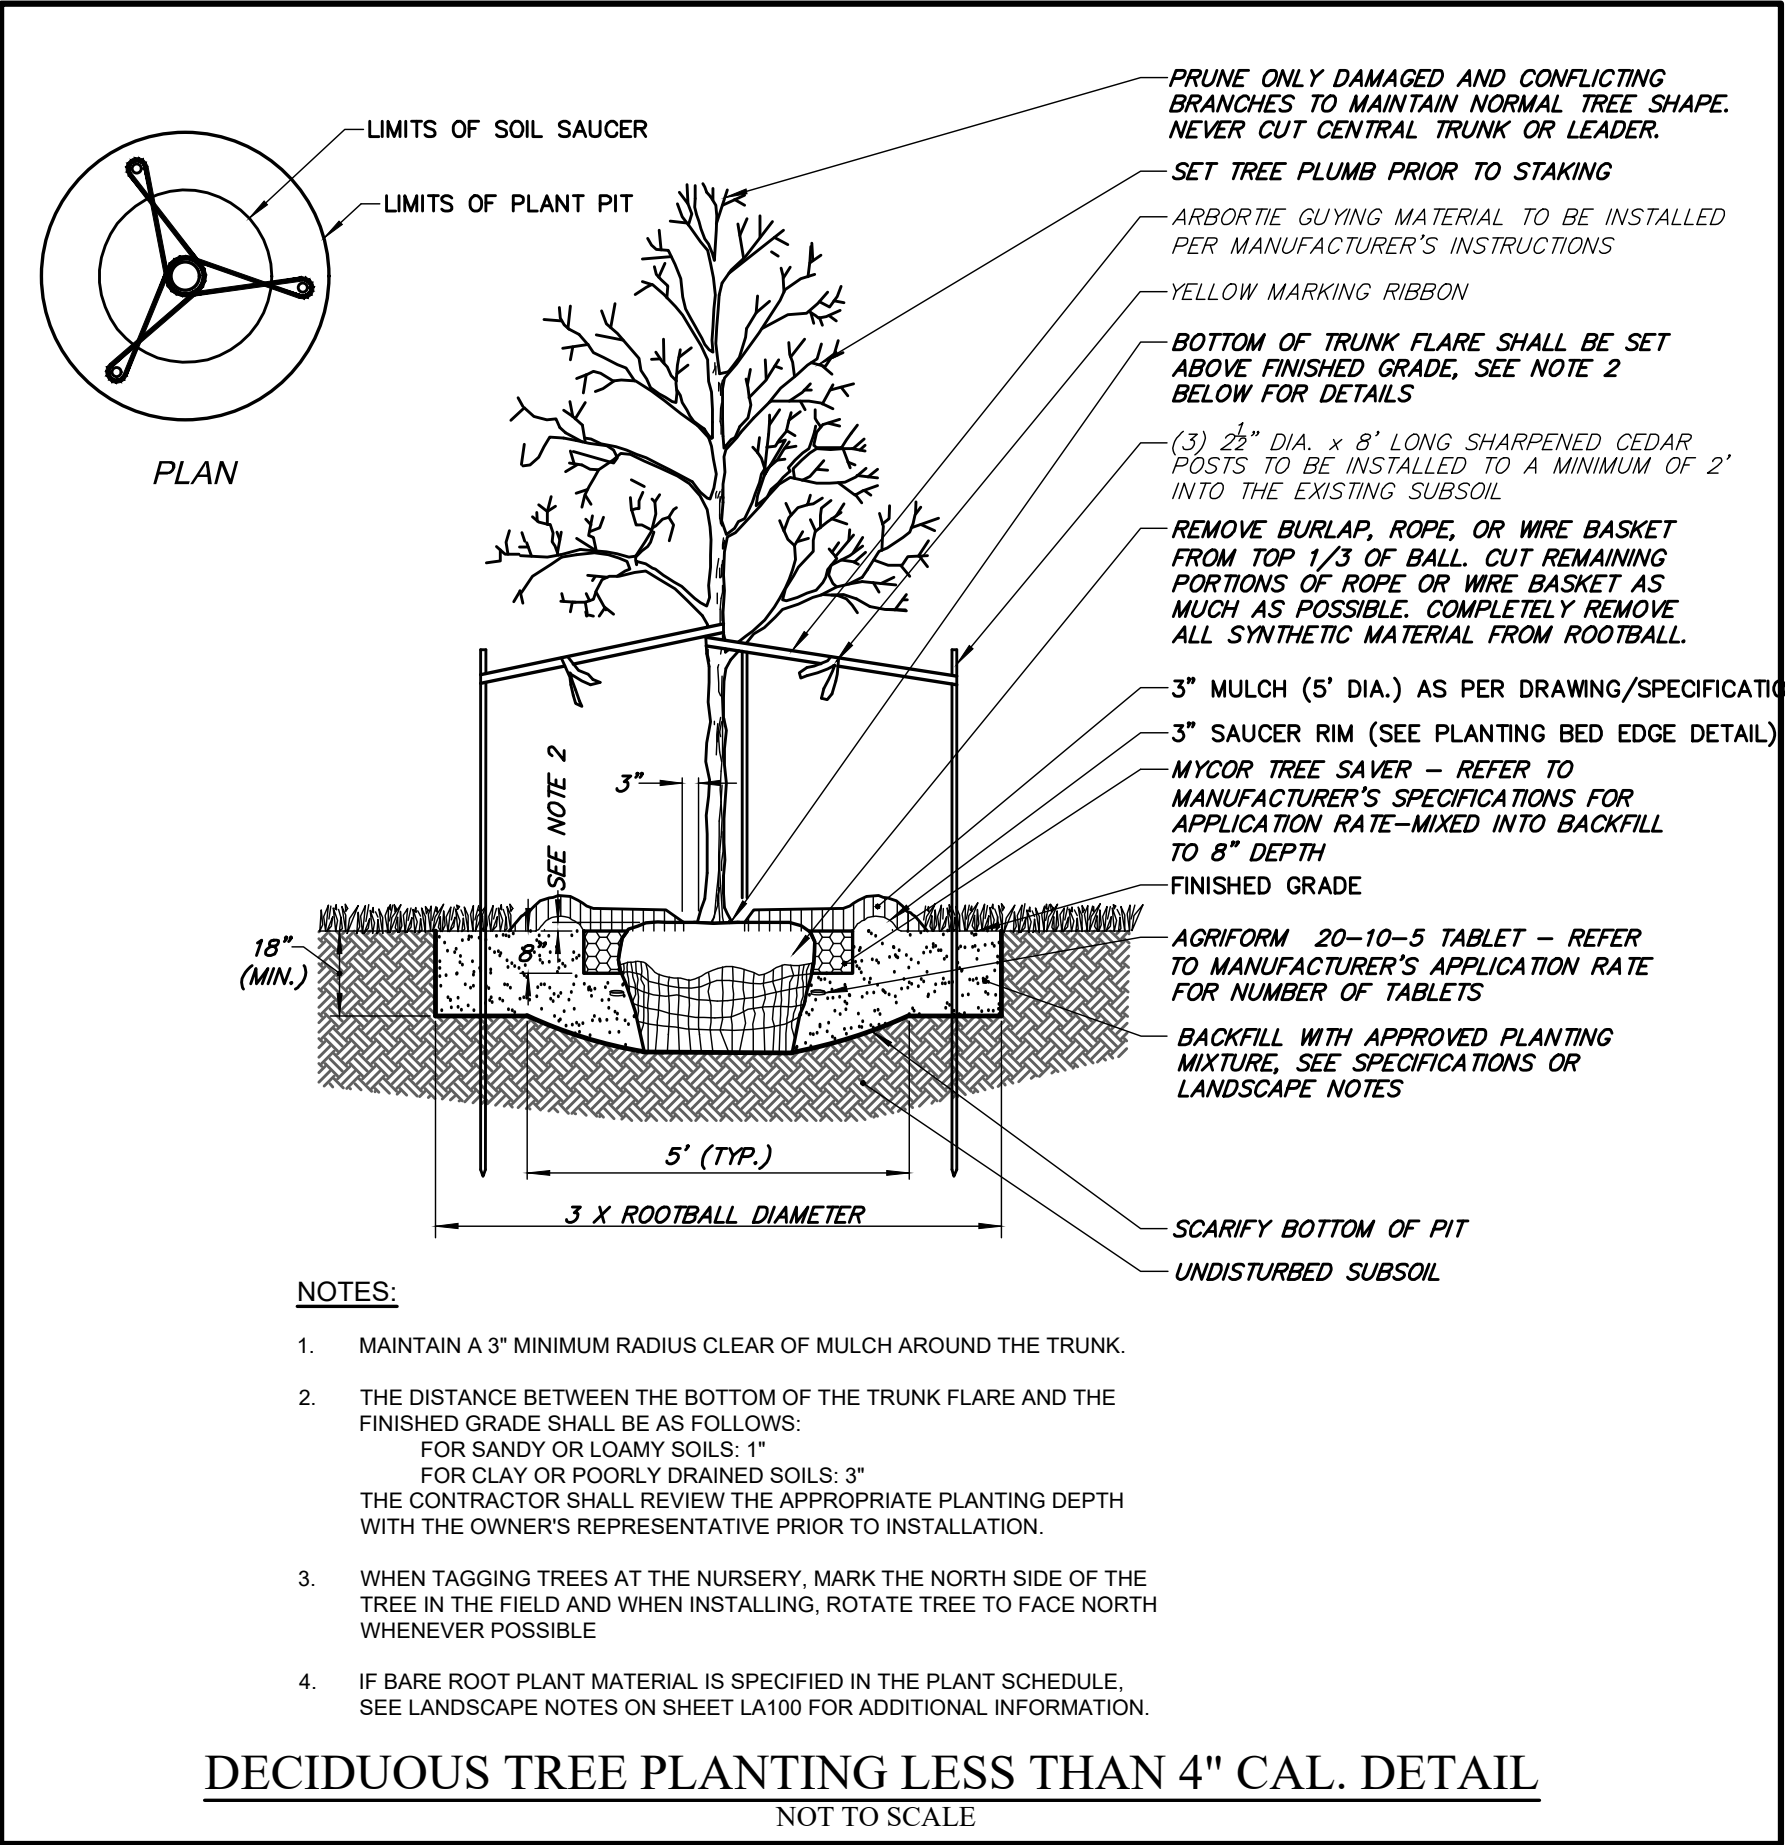 LIMITS OF SOIL SAUCER
LIMITS OF PLANT PIT
PLAN
PRUNE ONLY DAMAGED AND CONFLICTING
BRANCHES TO MAINTAIN NORMAL TREE SHAPE.
NEVER CUT CENTRAL TRUNK OR LEADER.
SET TREE PLUMB PRIOR TO STAKING
ARBORTIE GUYING MATERIAL TO BE INSTALLED
PER MANUFACTURER'S INSTRUCTIONS
YELLOW MARKING RIBBON
BOTTOM OF TRUNK FLARE SHALL BE SET
ABOVE FINISHED GRADE, SEE NOTE 2
BELOW FOR DETAILS
(3) 2 1/2" DIA. x 8' LONG SHARPENED CEDAR
POSTS TO BE INSTALLED TO A MINIMUM OF 2'
INTO THE EXISTING SUBSOIL
REMOVE BURLAP, ROPE, OR WIRE BASKET
FROM TOP 1/3 OF BALL. CUT REMAINING
PORTIONS OF ROPE OR WIRE BASKET AS
MUCH AS POSSIBLE. COMPLETELY REMOVE
ALL SYNTHETIC MATERIAL FROM ROOTBALL.
3" MULCH (5' DIA.) AS PER DRAWING/SPECIFICATIO
3" SAUCER RIM (SEE PLANTING BED EDGE DETAIL)
MYCOR TREE SAVER – REFER TO
MANUFACTURER'S SPECIFICATIONS FOR
APPLICATION RATE–MIXED INTO BACKFILL
TO 8" DEPTH
FINISHED GRADE
AGRIFORM 20–10–5 TABLET – REFER
TO MANUFACTURER'S APPLICATION RATE
FOR NUMBER OF TABLETS
BACKFILL WITH APPROVED PLANTING
MIXTURE, SEE SPECIFICATIONS OR
LANDSCAPE NOTES
SCARIFY BOTTOM OF PIT
UNDISTURBED SUBSOIL
SEE NOTE 2
3"
8"
18"
(MIN.)
5' (TYP.)
3 X ROOTBALL DIAMETER
NOTES:
1. MAINTAIN A 3" MINIMUM RADIUS CLEAR OF MULCH AROUND THE TRUNK.
2. THE DISTANCE BETWEEN THE BOTTOM OF THE TRUNK FLARE AND THE
FINISHED GRADE SHALL BE AS FOLLOWS:
FOR SANDY OR LOAMY SOILS: 1"
FOR CLAY OR POORLY DRAINED SOILS: 3"
THE CONTRACTOR SHALL REVIEW THE APPROPRIATE PLANTING DEPTH
WITH THE OWNER'S REPRESENTATIVE PRIOR TO INSTALLATION.
3. WHEN TAGGING TREES AT THE NURSERY, MARK THE NORTH SIDE OF THE
TREE IN THE FIELD AND WHEN INSTALLING, ROTATE TREE TO FACE NORTH
WHENEVER POSSIBLE
4. IF BARE ROOT PLANT MATERIAL IS SPECIFIED IN THE PLANT SCHEDULE,
SEE LANDSCAPE NOTES ON SHEET LA100 FOR ADDITIONAL INFORMATION.
DECIDUOUS TREE PLANTING LESS THAN 4" CAL. DETAIL
NOT TO SCALE